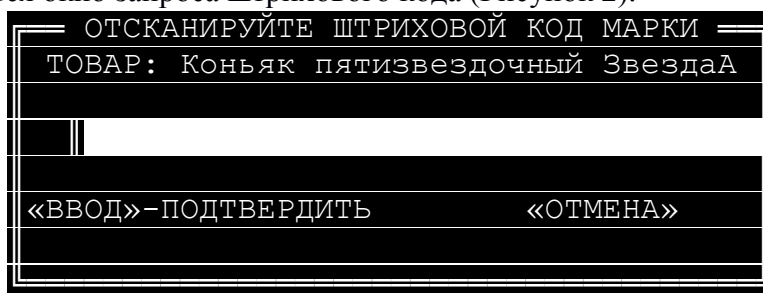 ОТСКАНИРУЙТЕ ШТРИХОВОЙ КОД МАРКИ
ТОВАР: Коньяк пятизвездочный ЗвездаА
«ВВОД»-ПОДТВЕРДИТЬ «ОТМЕНА»